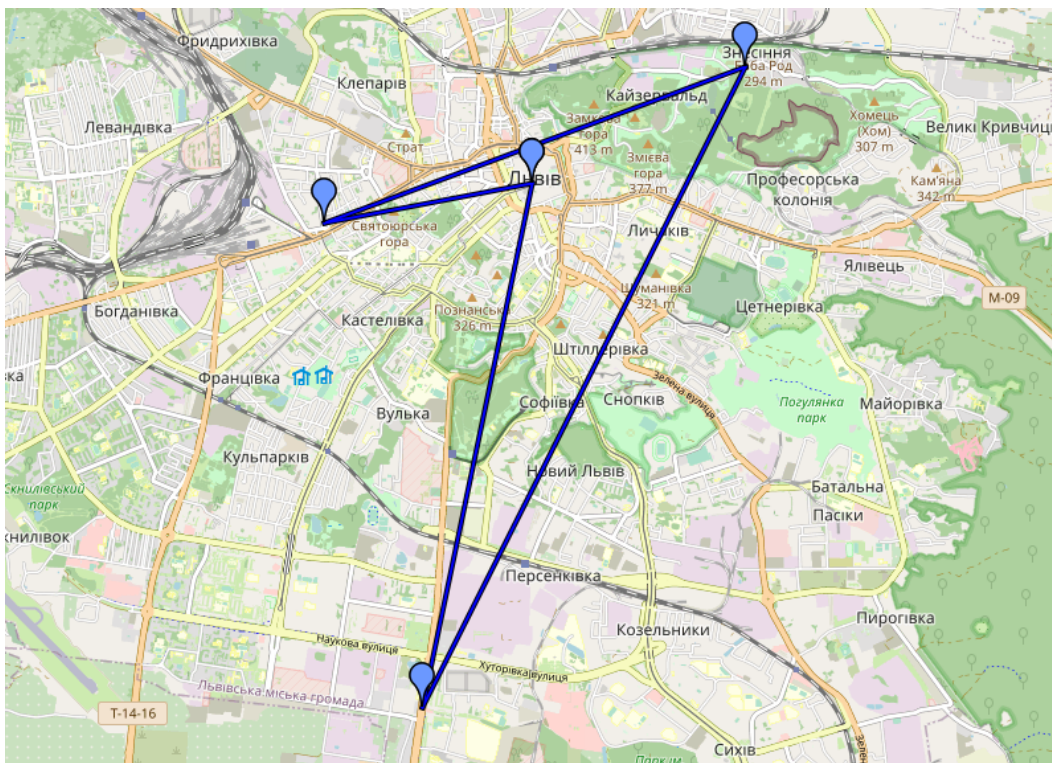 Фридрихівка
Клепарів
Знесіння
Баба Род
294 m
Левандівка
Кайзервальд
Замкова
гора
413 m
Страт
Хомець
(Хом)
307 m
Великі Кривчиці
Змієва
гора
377 m
Львів
Професорська
колонія
Кам'яна
342 m
Святоюрська
гора
Личаків
Ялівець
Шуманівка
321 m
M-09
Богданівка
Кастелівка
Познанська
326 m
Цетнерівка
Штіллерівка
Францівка
Зелена вулиця
Вулька
Софіївка
Снопків
Погулянка
парк
Майорівка
Кульпарків
Новий Львів
Скнилівський
парк
Батальна
Пасіки
Персенківка
Козельники
Пирогівка
Наукова вулиця
Хуторівка вулиця
Львівська міська громада
T-14-16
Сихів